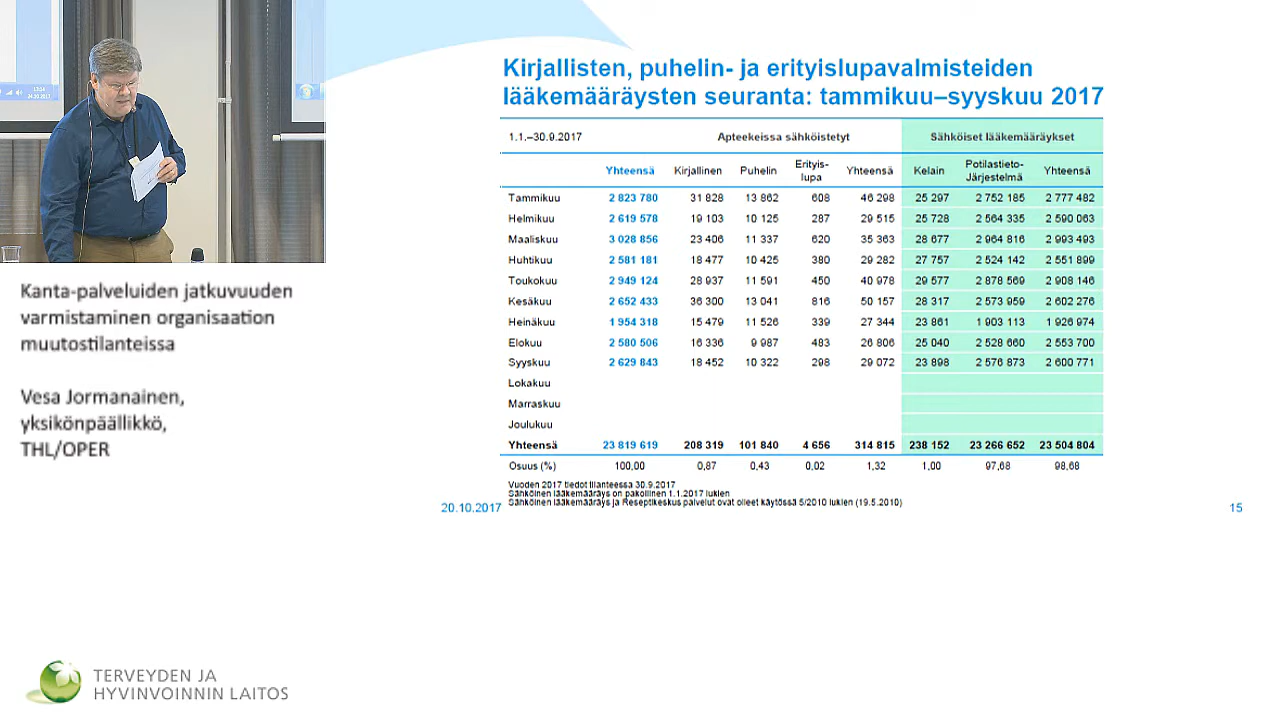 Kirjallisten, puhelin- ja erityislupavalmisteiden
lääkemääräysten seuranta: tammikuu–syyskuu 2017
1.1.–30.9.2017 Apteekeissa sähköistetyt Sähköiset lääkemääräykset
Yhteensä Kirjallinen Puhelin Erityis-lupa Yhteensä Kelain Potilastieto-Järjestelmä Yhteensä
Tammikuu 2 823 780 31 828 13 862 608 46 298 25 297 2 752 185 2 777 482
Helmikuu 2 619 578 19 103 10 125 287 29 515 25 728 2 564 335 2 590 063
Maaliskuu 3 028 856 23 406 11 337 620 35 363 28 677 2 964 816 2 993 493
Huhtikuu 2 581 181 18 477 10 425 380 29 282 27 757 2 524 142 2 551 899
Toukokuu 2 949 124 28 937 11 591 450 40 978 29 577 2 878 569 2 908 146
Kesäkuu 2 652 433 36 300 13 041 816 50 157 28 317 2 573 959 2 602 276
Heinäkuu 1 954 318 15 479 11 526 339 27 344 23 861 1 903 113 1 926 974
Elokuu 2 580 506 16 336 9 987 483 26 806 25 040 2 528 660 2 553 700
Syyskuu 2 629 843 18 452 10 322 298 29 072 23 898 2 576 873 2 600 771
Lokakuu
Marraskuu
Joulukuu
Yhteensä 23 819 619 208 319 101 840 4 656 314 815 238 152 23 266 652 23 504 804
Osuus (%) 100,00 0,87 0,43 0,02 1,32 1,00 97,68 98,68
Vuoden 2017 tiedot tilanteessa 30.9.2017
Sähköinen lääkemääräys on pakollinen 1.1.2017 lukien
Sähköinen lääkemääräys ja Reseptikeskus palvelut ovat olleet käytössä 5/2010 lukien (19.5.2010)
20.10.2017 15
Kanta-palveluiden jatkuvuuden
varmistaminen organisaation
muutostilanteissa
Vesa Jormanainen,
yksikönpäällikkö,
THL/OPER
TERVEYDEN JA
HYVINVOINNIN LAITOS